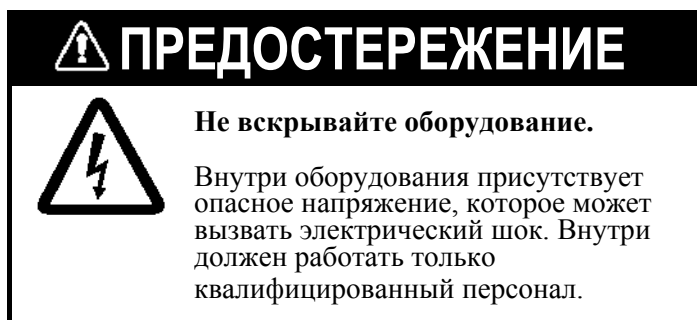 ПРЕДОСТЕРЕЖЕНИЕ
Не вскрывайте оборудование.
Внутри оборудования присутствует
опасное напряжение, которое может
вызвать электрический шок. Внутри
должен работать только
квалифицированный персонал.